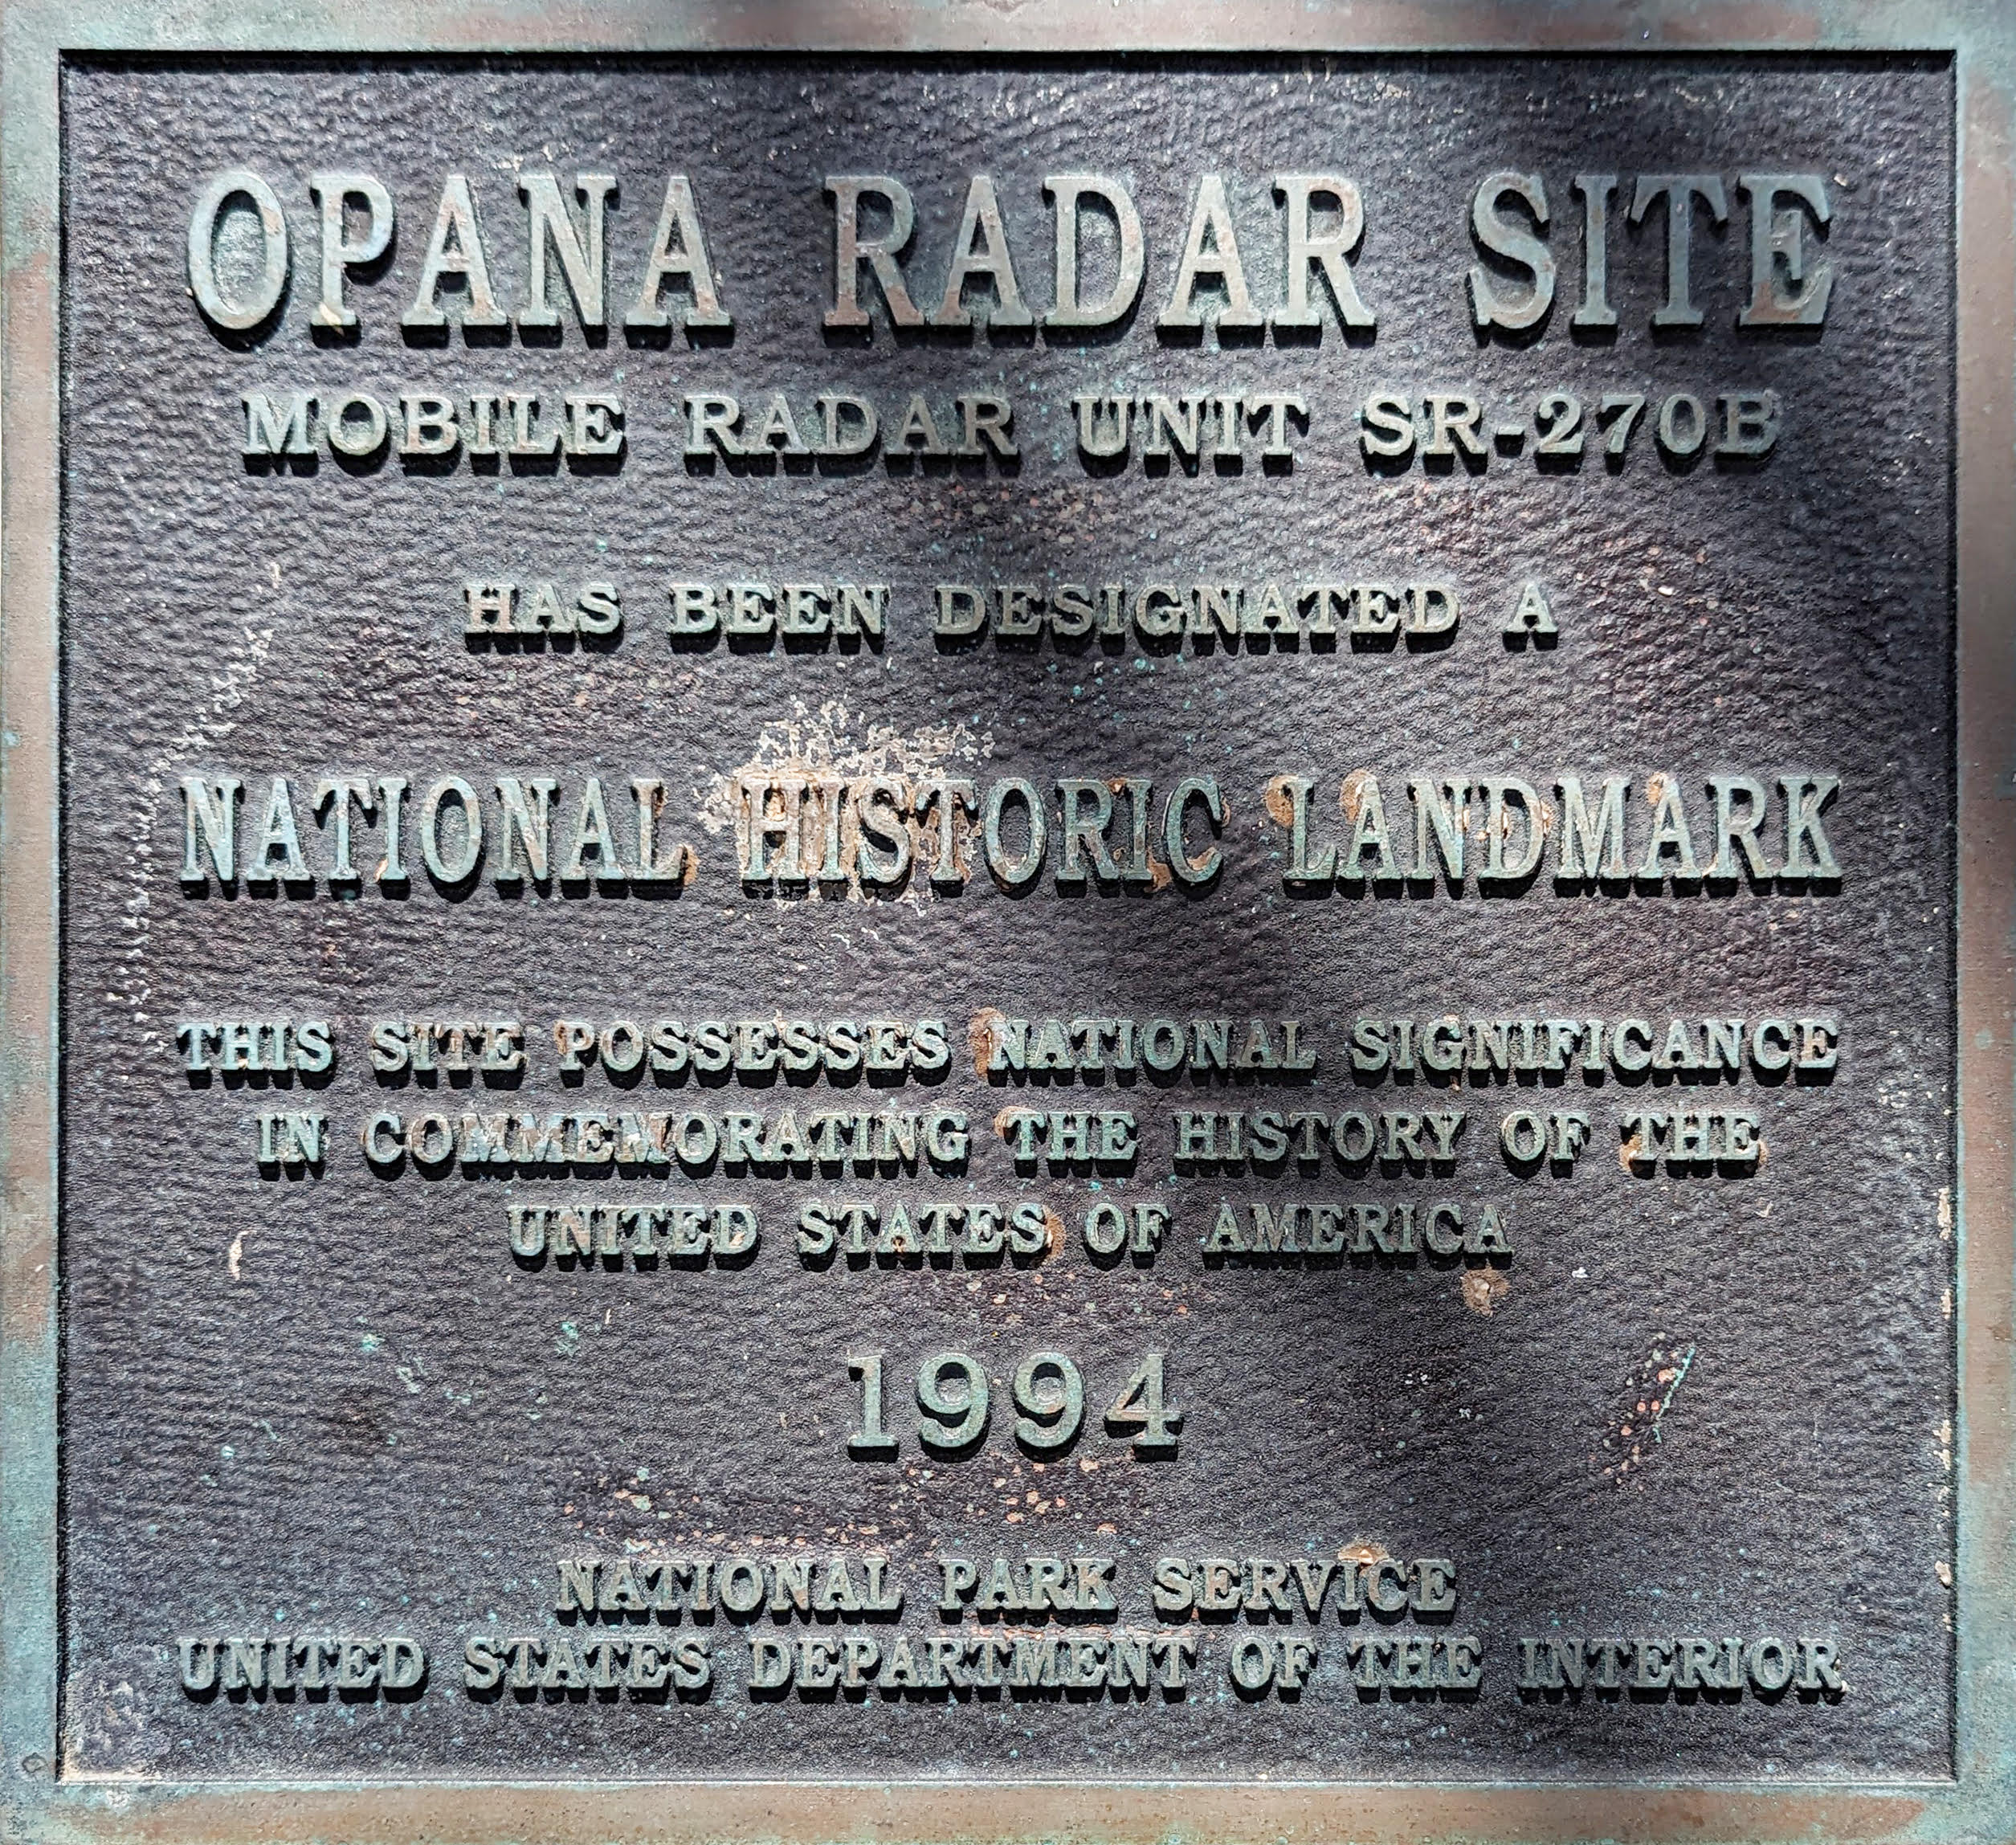 OPANA RADAR SITE
MOBILE RADAR UNIT SR-270B
HAS BEEN DESIGNATED A
NATIONAL HISTORIC LANDMARK
THIS SITE POSSESSES NATIONAL SIGNIFICANCE
IN COMMEMORATING THE HISTORY OF THE
UNITED STATES OF AMERICA
1994
NATIONAL PARK SERVICE
UNITED STATES DEPARTMENT OF THE INTERIOR